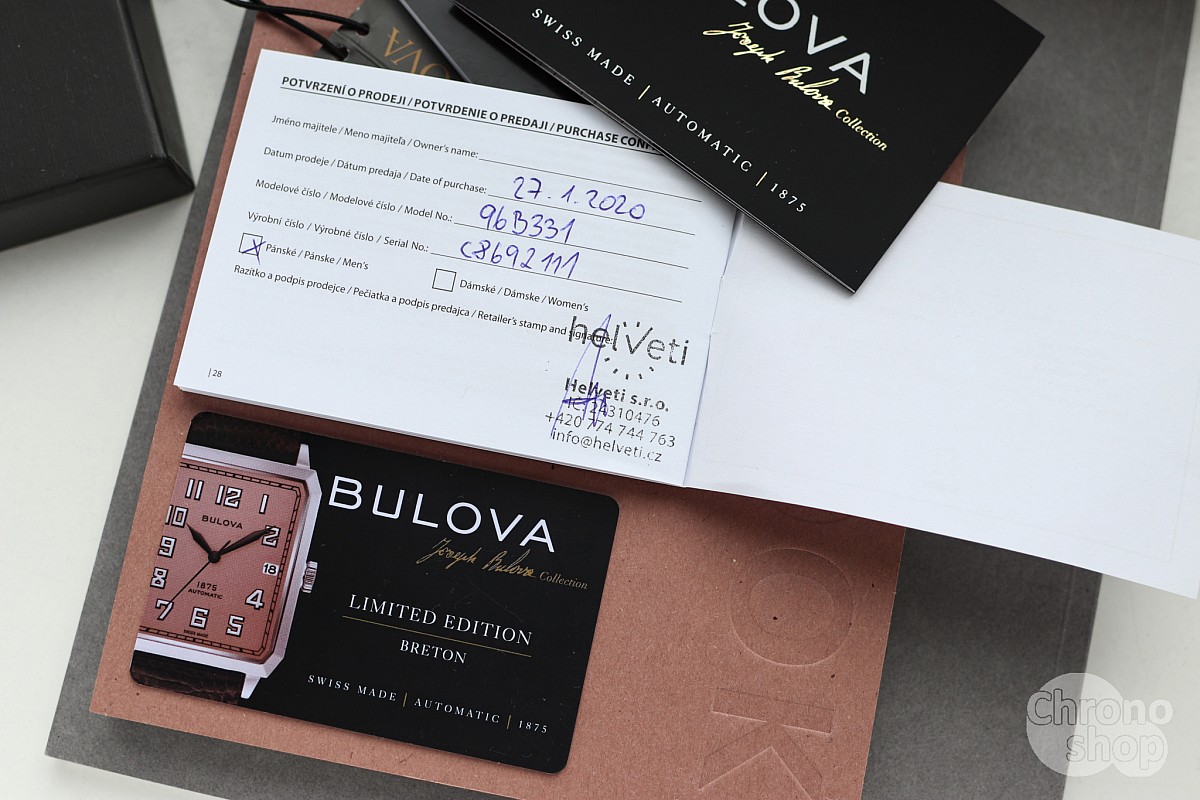 BULOVA
Joseph Bulova Collection
SWISS MADE | AUTOMATIC | 1875
POTVRZENÍ O PRODEJI / POTVRDENIE O PREDAJI / PURCHASE
Jméno majitele / Meno majiteľa / Owner's name:
Datum prodeje / Dátum predaja / Date of purchase: 27.1.2020
Modelové číslo / Modelové číslo / Model No.: 96B331
Výrobní číslo / Výrobné číslo / Serial No.: C8692111
Pánské / Pánske / Men's
Dámské / Dámske / Women's
Razítko a podpis prodejce / Pečiatka a podpis predajca / Retailer's stamp and signature:
helveti
Helveti s.r.o.
24310476
+420 774 744 763
info@helveti.cz
| 28
BULOVA
Joseph Bulova Collection
LIMITED EDITION
BRETON
SWISS MADE | AUTOMATIC | 1875
11 12 1
BULOVA
10 2
9
18
8 4
1875
AUTOMATIC
7 6 5
SWISS MADE
OK
Chrono
shop